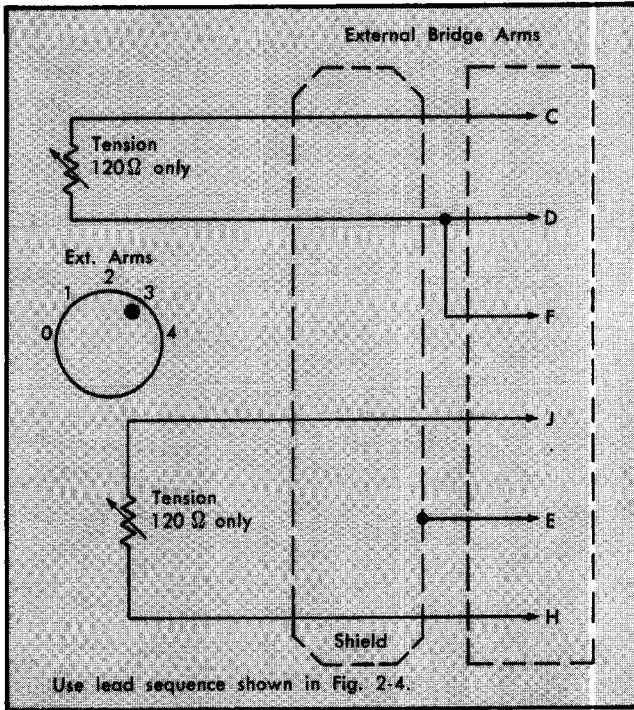 External Bridge Arms
C
Tension
120Ω only
D
Ext. Arms
2
1
3
0
4
F
J
Tension
120 Ω only
E
H
Shield
Use lead sequence shown in Fig. 2-4.